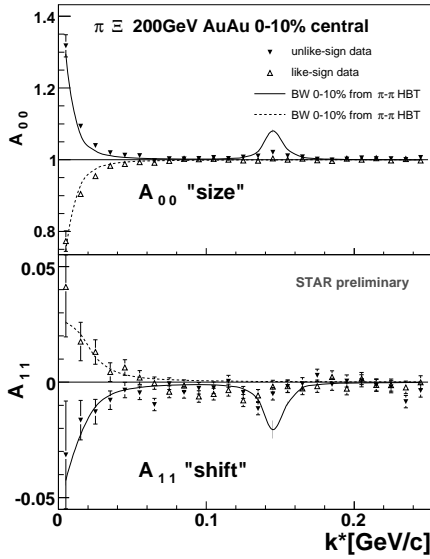 π Ξ 200GeV AuAu 0-10% central
unlike-sign data
like-sign data
BW 0-10% from π-π HBT
BW 0-10% from π-π HBT
1.4
1.2
1
0.8
A00
A00 "size"
0.05
0
-0.05
A11
STAR preliminary
A11 "shift"
0
0.1
0.2
k*[GeV/c]